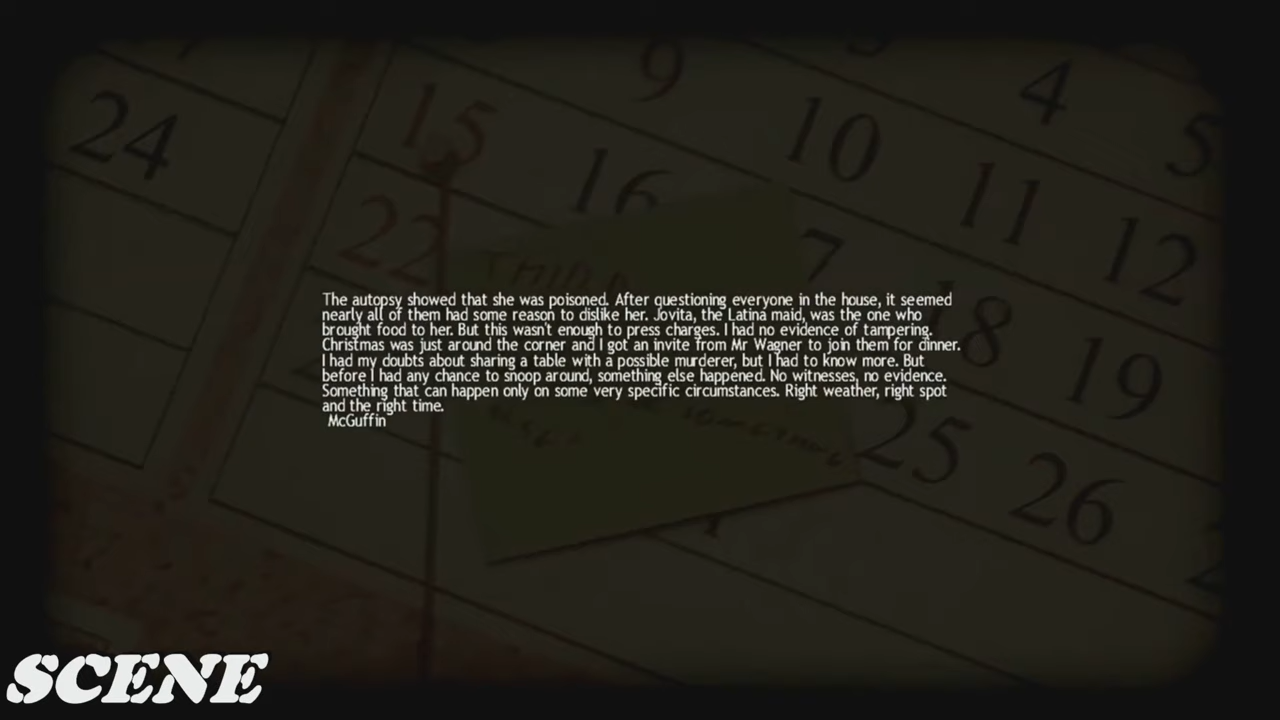 4
5
9
10
11
12
24
15
16
7
18
19
22
25
26
The autopsy showed that she was poisoned. After questioning everyone in the house, it seemed
nearly all of them had some reason to dislike her. Jovita, the Latina maid, was the one who
brought food to her. But this wasn't enough to press charges. I had no evidence of tampering.
Christmas was just around the corner and I got an invite from Mr Wagner to join them for dinner.
I had my doubts about sharing a table with a possible murderer, but I had to know more. But
before I had any chance to snoop around, something else happened. No witnesses, no evidence.
Something that can happen only on some very specific circumstances. Right weather, right spot
and the right time.
McGuffin
SCENE